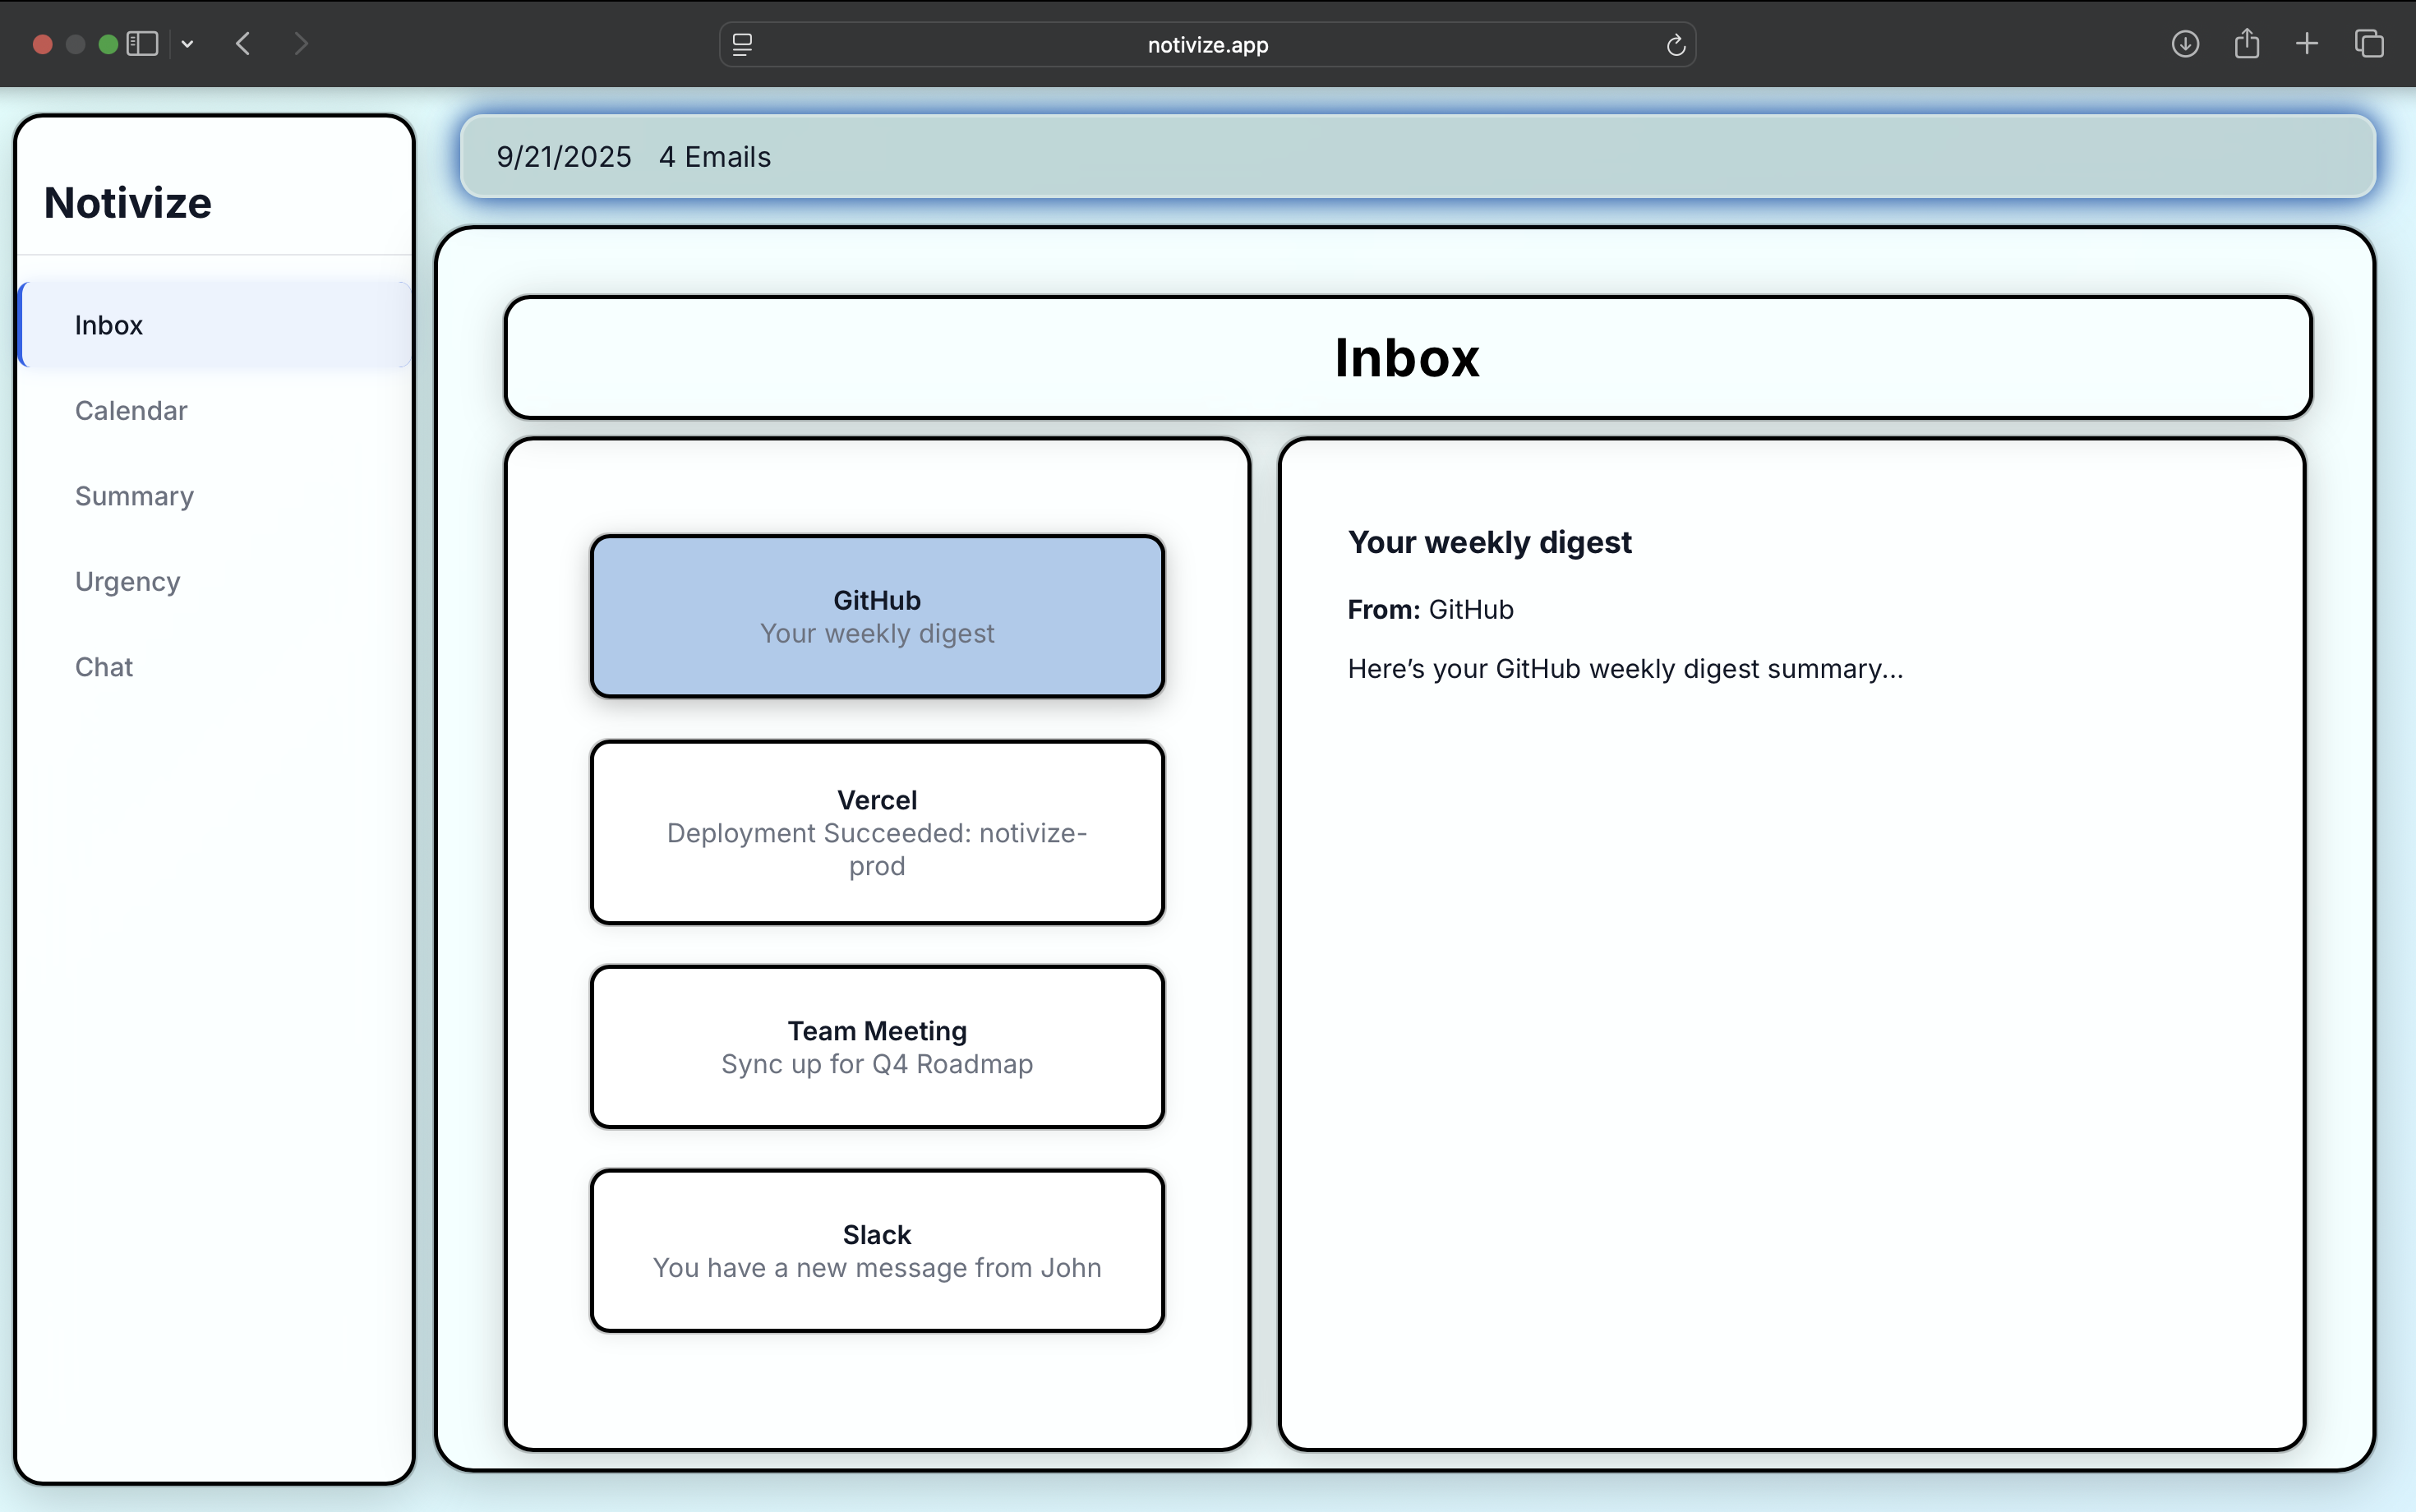 notivize.app
9/21/2025 4 Emails
Notivize
Inbox
Calendar
Summary
Urgency
Chat
Inbox
GitHub
Your weekly digest
Vercel
Deployment Succeeded: notivize-
prod
Team Meeting
Sync up for Q4 Roadmap
Slack
You have a new message from John
Your weekly digest
From: GitHub
Here’s your GitHub weekly digest summary...